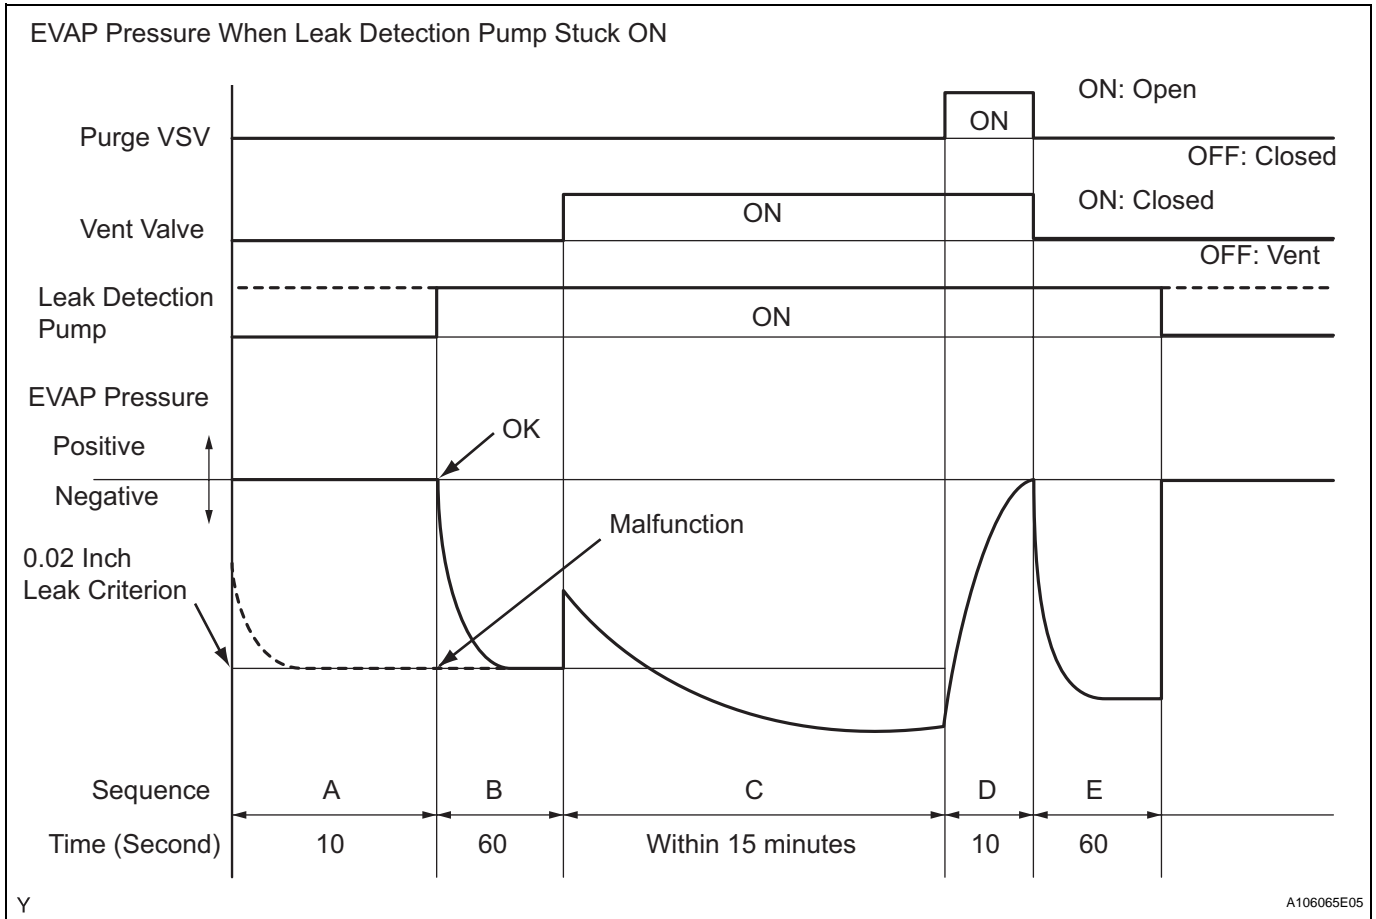 EVAP Pressure When Leak Detection Pump Stuck ON
ON: Open
Purge VSV
ON
OFF: Closed
ON: Closed
Vent Valve
ON
OFF: Vent
Leak Detection
Pump
ON
EVAP Pressure
OK
Positive
Negative
Malfunction
0.02 Inch
Leak Criterion
Sequence A B C D E
Time (Second) 10 60 Within 15 minutes 10 60
Y
A106065E05